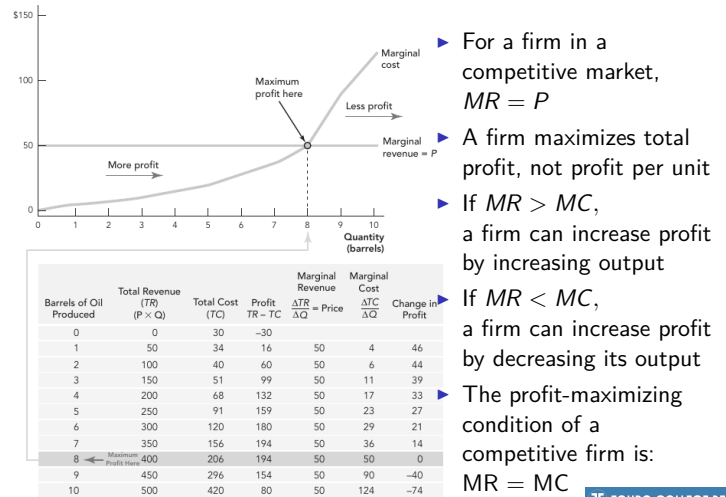 $150
100
50
0
0 1 2 3 4 5 6 7 8 9 10
Quantity
(barrels)
Marginal
cost
Maximum
profit here
Less profit
Marginal
revenue = P
More profit
Barrels of Oil Produced Total Revenue (TR) (P × Q) Total Cost (TC) Profit TR – TC Marginal Revenue ΔTR/ΔQ = Price Marginal Cost ΔTC/ΔQ Change in Profit
0 0 30 –30
1 50 34 16 50 4 46
2 100 40 60 50 6 44
3 150 51 99 50 11 39
4 200 68 132 50 17 33
5 250 91 159 50 23 27
6 300 120 180 50 29 21
7 350 156 194 50 36 14
8 Maximum Profit Here 400 206 194 50 50 0
9 450 296 154 50 90 –40
10 500 420 80 50 124 –74
▶ For a firm in a
competitive market,
MR = P
▶ A firm maximizes total
profit, not profit per unit
▶ If MR > MC,
a firm can increase profit
by increasing output
▶ If MR < MC,
a firm can increase profit
by decreasing its output
▶ The profit-maximizing
condition of a
competitive firm is:
MR = MC